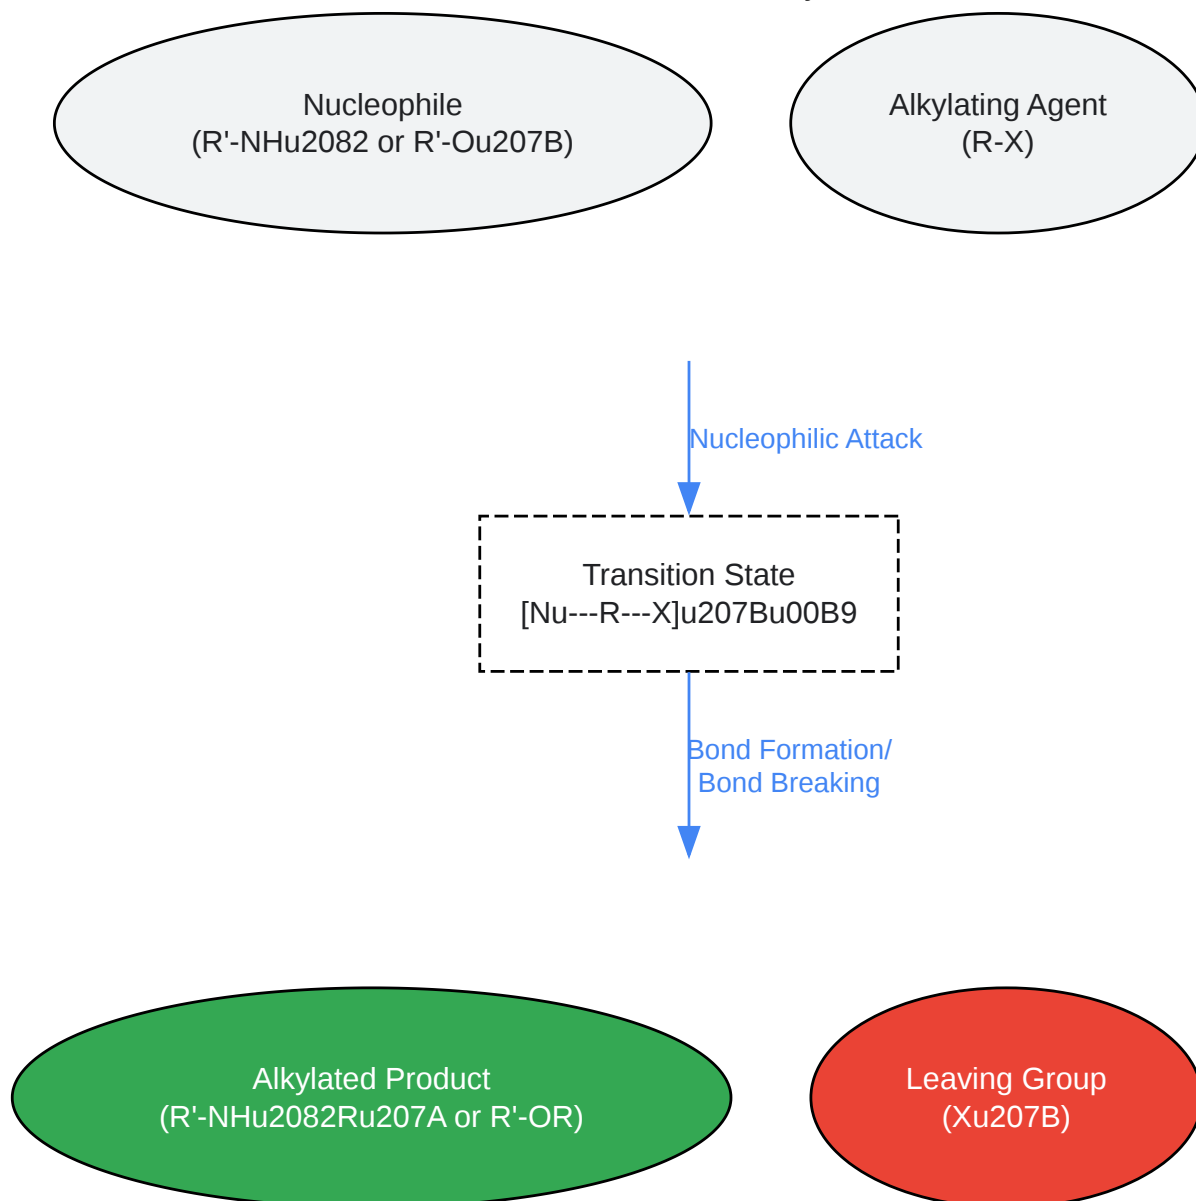 Nucleophile
(R'-NHu2082 or R'-Ou207B)
Alkylating Agent
(R-X)
Nucleophilic Attack
Transition State
[Nu---R---X]u207Bu00B9
Bond Formation/
Bond Breaking
Alkylated Product
(R'-NHu2082Ru207A or R'-OR)
Leaving Group
(Xu207B)